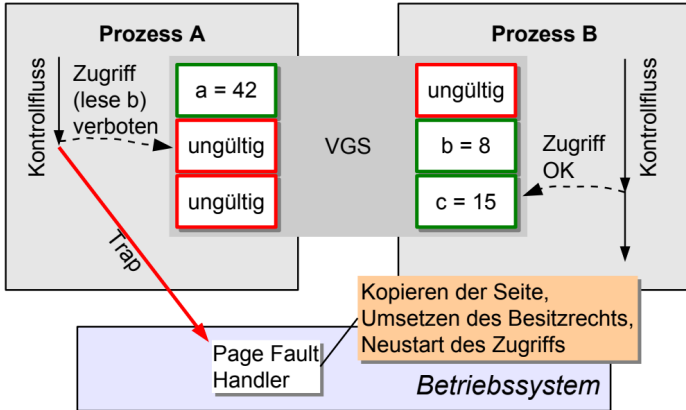 Prozess A
Prozess B
Kontrollfluss
Zugriff
(lese b)
verboten
a = 42
ungültig
ungültig
VGS
ungültig
b = 8
c = 15
Zugriff
OK
Kontrollfluss
Trap
Kopieren der Seite,
Umsetzen des Besitzrechts,
Neustart des Zugriffs
Page Fault
Handler
Betriebssystem